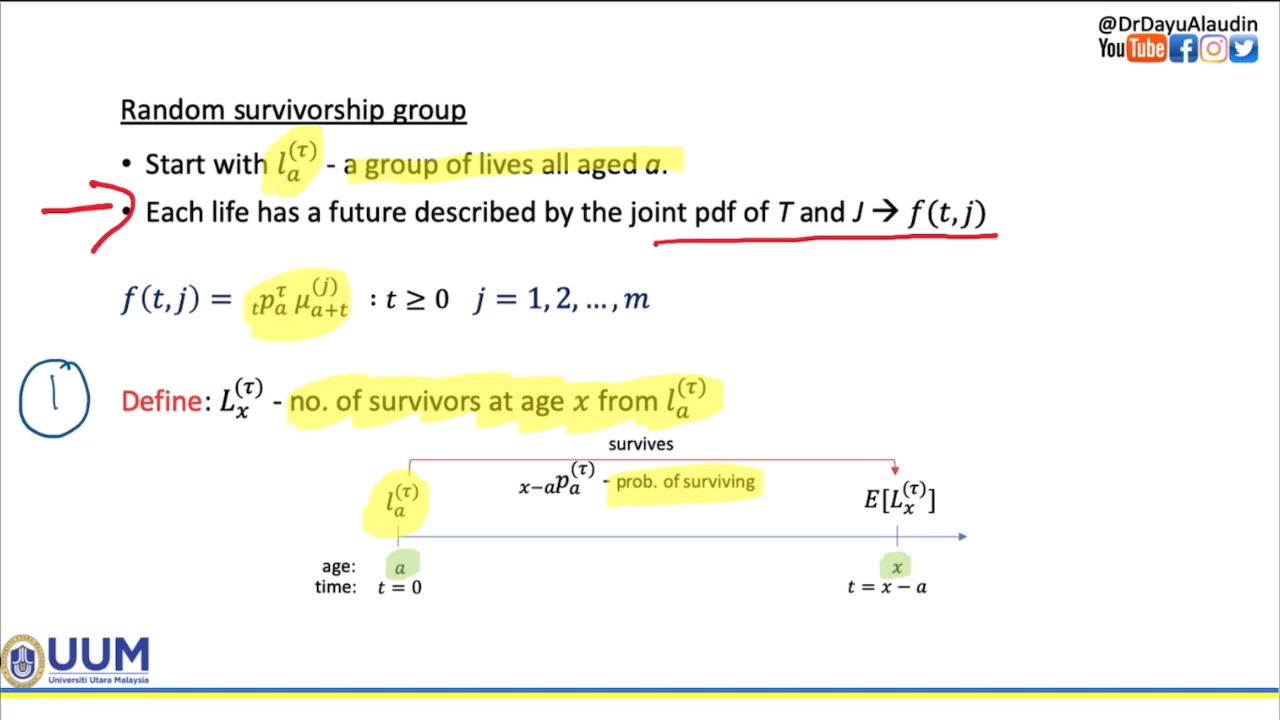 @DrDayuAlaudin
YouTube
Random survivorship group
• Start with l_a^(τ) - a group of lives all aged a.
• Each life has a future described by the joint pdf of T and J → f(t, j)
f(t, j) = ₜp_a^τ μ_{a+t}^(j) : t ≥ 0 j = 1, 2, …, m
1
Define: L_x^(τ) - no. of survivors at age x from l_a^(τ)
survives
l_a^(τ) ₓ₋ₐp_a^(τ) - prob. of surviving E[L_x^(τ)]
age: a x
time: t = 0 t = x − a
UUM
Universiti Utara Malaysia